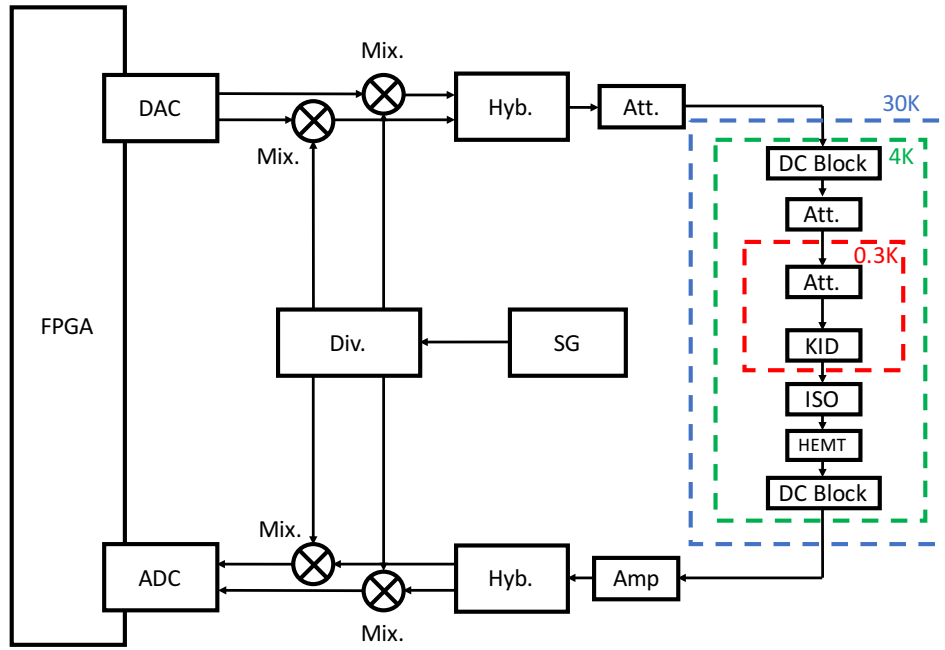 Mix.
DAC
Hyb.
Att.
30K
Mix.
DC Block
4K
Att.
0.3K
Att.
FPGA
Div.
SG
KID
ISO
HEMT
DC Block
Mix.
ADC
Hyb.
Amp
Mix.